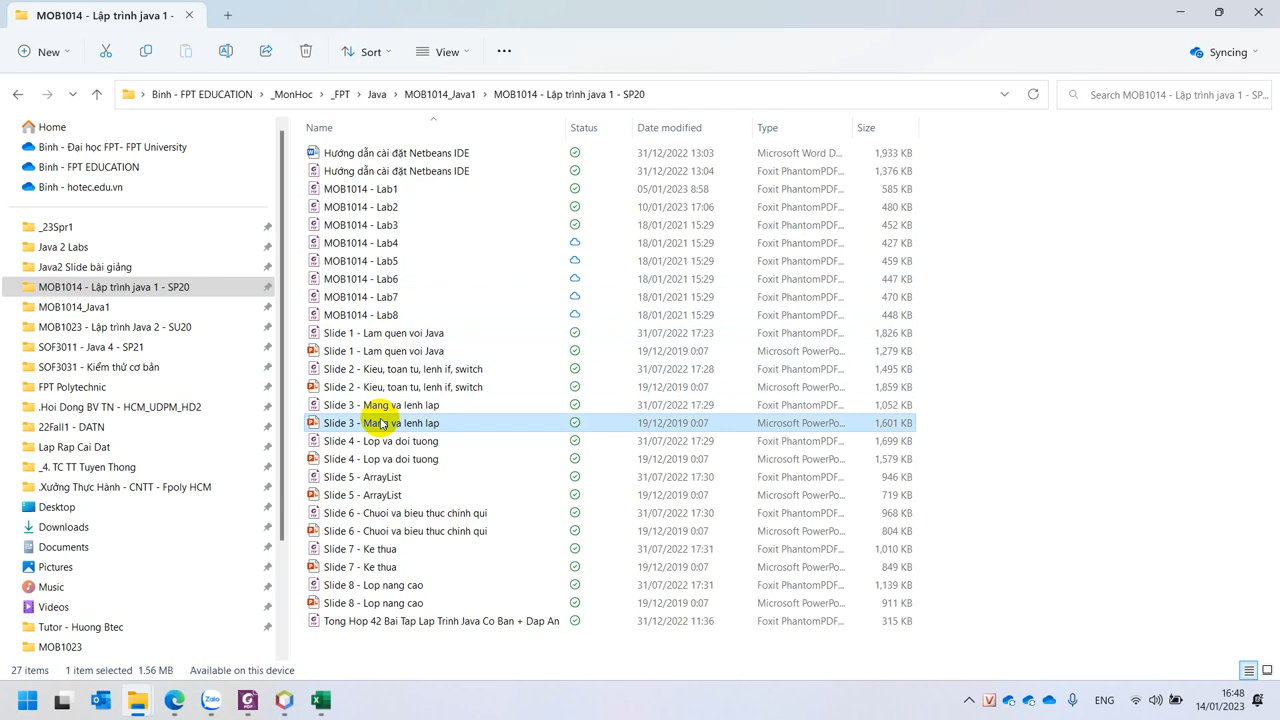 MOB1014 - Lập trình java 1 -
New
Sort
View
Syncing
Binh - FPT EDUCATION > _MonHoc > _FPT > Java > MOB1014_Java1 > MOB1014 - Lập trình java 1 - SP20
Search MOB1014 - Lập trình java 1 - SP...
Home
Binh - Đại học FPT- FPT University
Binh - FPT EDUCATION
Binh - hotec.edu.vn
_23Spr1
Java 2 Labs
Java2 Slide bài giảng
MOB1014 - Lập trình java 1 - SP20
MOB1014_Java1
MOB1023 - Lập trình Java 2 - SU20
SOF3011 - Java 4 - SP21
SOF3031 - Kiểm thử cơ bản
FPT Polytechnic
.Hoi Dong BV TN - HCM_UDPM_HD2
22Fall1 - DATN
Lap Rap Cai Dat
_4. TC TT Tuyen Thong
.Xưởng Thực Hành - CNTT - Fpoly HCM
Desktop
Downloads
Documents
Pictures
Music
Videos
Tutor - Huong Btec
MOB1023
Name Status Date modified Type Size
Hướng dẫn cài đặt Netbeans IDE 31/12/2022 13:03 Microsoft Word D... 1,933 KB
Hướng dẫn cài đặt Netbeans IDE 31/12/2022 13:04 Foxit PhantomPDF... 1,376 KB
MOB1014 - Lab1 05/01/2023 8:58 Foxit PhantomPDF... 585 KB
MOB1014 - Lab2 10/01/2023 17:06 Foxit PhantomPDF... 480 KB
MOB1014 - Lab3 18/01/2021 15:29 Foxit PhantomPDF... 452 KB
MOB1014 - Lab4 18/01/2021 15:29 Foxit PhantomPDF... 427 KB
MOB1014 - Lab5 18/01/2021 15:29 Foxit PhantomPDF... 459 KB
MOB1014 - Lab6 18/01/2021 15:29 Foxit PhantomPDF... 447 KB
MOB1014 - Lab7 18/01/2021 15:29 Foxit PhantomPDF... 470 KB
MOB1014 - Lab8 18/01/2021 15:29 Foxit PhantomPDF... 448 KB
Slide 1 - Lam quen voi Java 31/07/2022 17:23 Foxit PhantomPDF... 1,826 KB
Slide 1 - Lam quen voi Java 19/12/2019 0:07 Microsoft PowerPo... 1,279 KB
Slide 2 - Kieu, toan tu, lenh if, switch 31/07/2022 17:28 Foxit PhantomPDF... 1,495 KB
Slide 2 - Kieu, toan tu, lenh if, switch 19/12/2019 0:07 Microsoft PowerPo... 1,859 KB
Slide 3 - Mang va lenh lap 31/07/2022 17:29 Foxit PhantomPDF... 1,052 KB
Slide 3 - Mang va lenh lap 19/12/2019 0:07 Microsoft PowerPo... 1,601 KB
Slide 4 - Lop va doi tuong 31/07/2022 17:29 Foxit PhantomPDF... 1,699 KB
Slide 4 - Lop va doi tuong 19/12/2019 0:07 Microsoft PowerPo... 1,579 KB
Slide 5 - ArrayList 31/07/2022 17:30 Foxit PhantomPDF... 946 KB
Slide 5 - ArrayList 19/12/2019 0:07 Microsoft PowerPo... 719 KB
Slide 6 - Chuoi va bieu thuc chinh qui 31/07/2022 17:30 Foxit PhantomPDF... 968 KB
Slide 6 - Chuoi va bieu thuc chinh qui 19/12/2019 0:07 Microsoft PowerPo... 804 KB
Slide 7 - Ke thua 31/07/2022 17:31 Foxit PhantomPDF... 1,010 KB
Slide 7 - Ke thua 19/12/2019 0:07 Microsoft PowerPo... 849 KB
Slide 8 - Lop nang cao 31/07/2022 17:31 Foxit PhantomPDF... 1,139 KB
Slide 8 - Lop nang cao 19/12/2019 0:07 Microsoft PowerPo... 911 KB
Tong Hop 42 Bai Tap Lap Trinh Java Co Ban + Dap An 31/12/2022 11:36 Foxit PhantomPDF... 315 KB
27 items 1 item selected 1.56 MB Available on this device
Zalo
PDF
ENG
16:48
14/01/2023